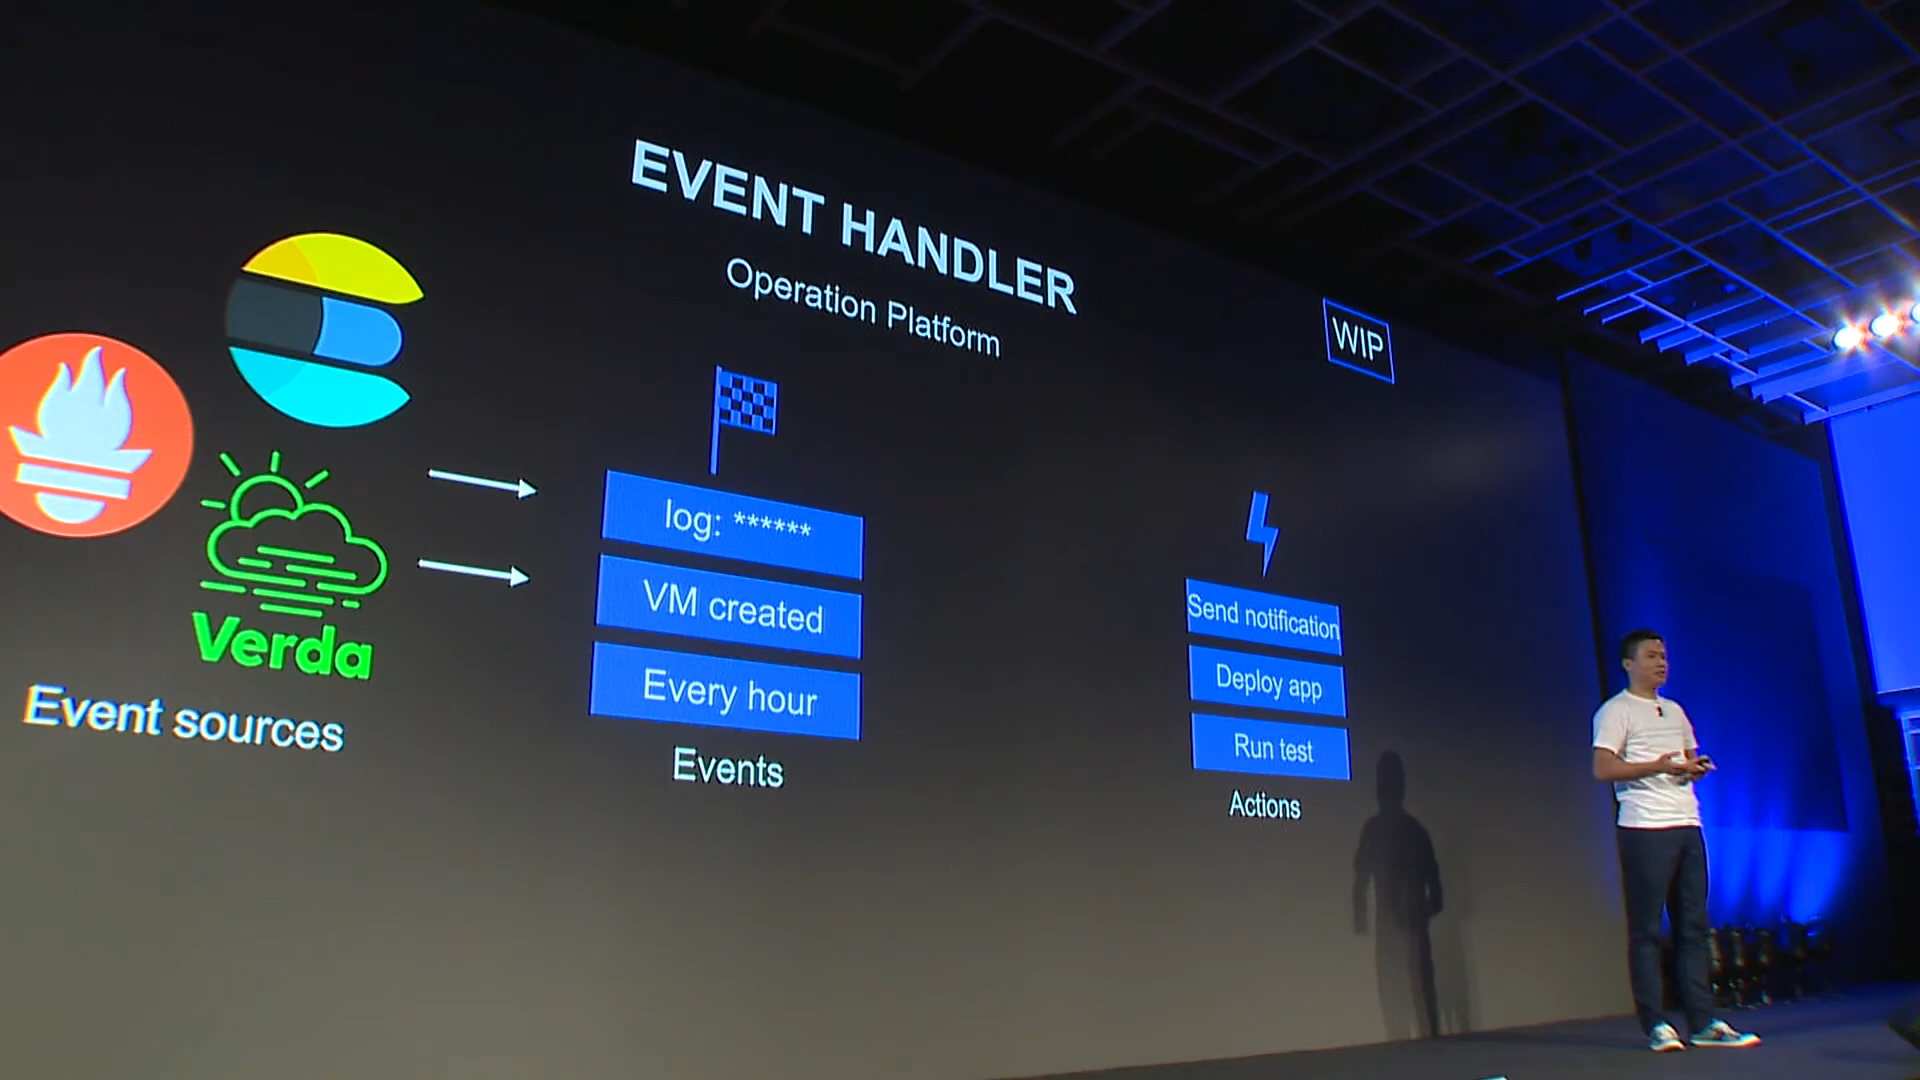 EVENT HANDLER
Operation Platform
WIP
Verda
Event sources
log: ******
VM created
Every hour
Events
Send notification
Deploy app
Run test
Actions